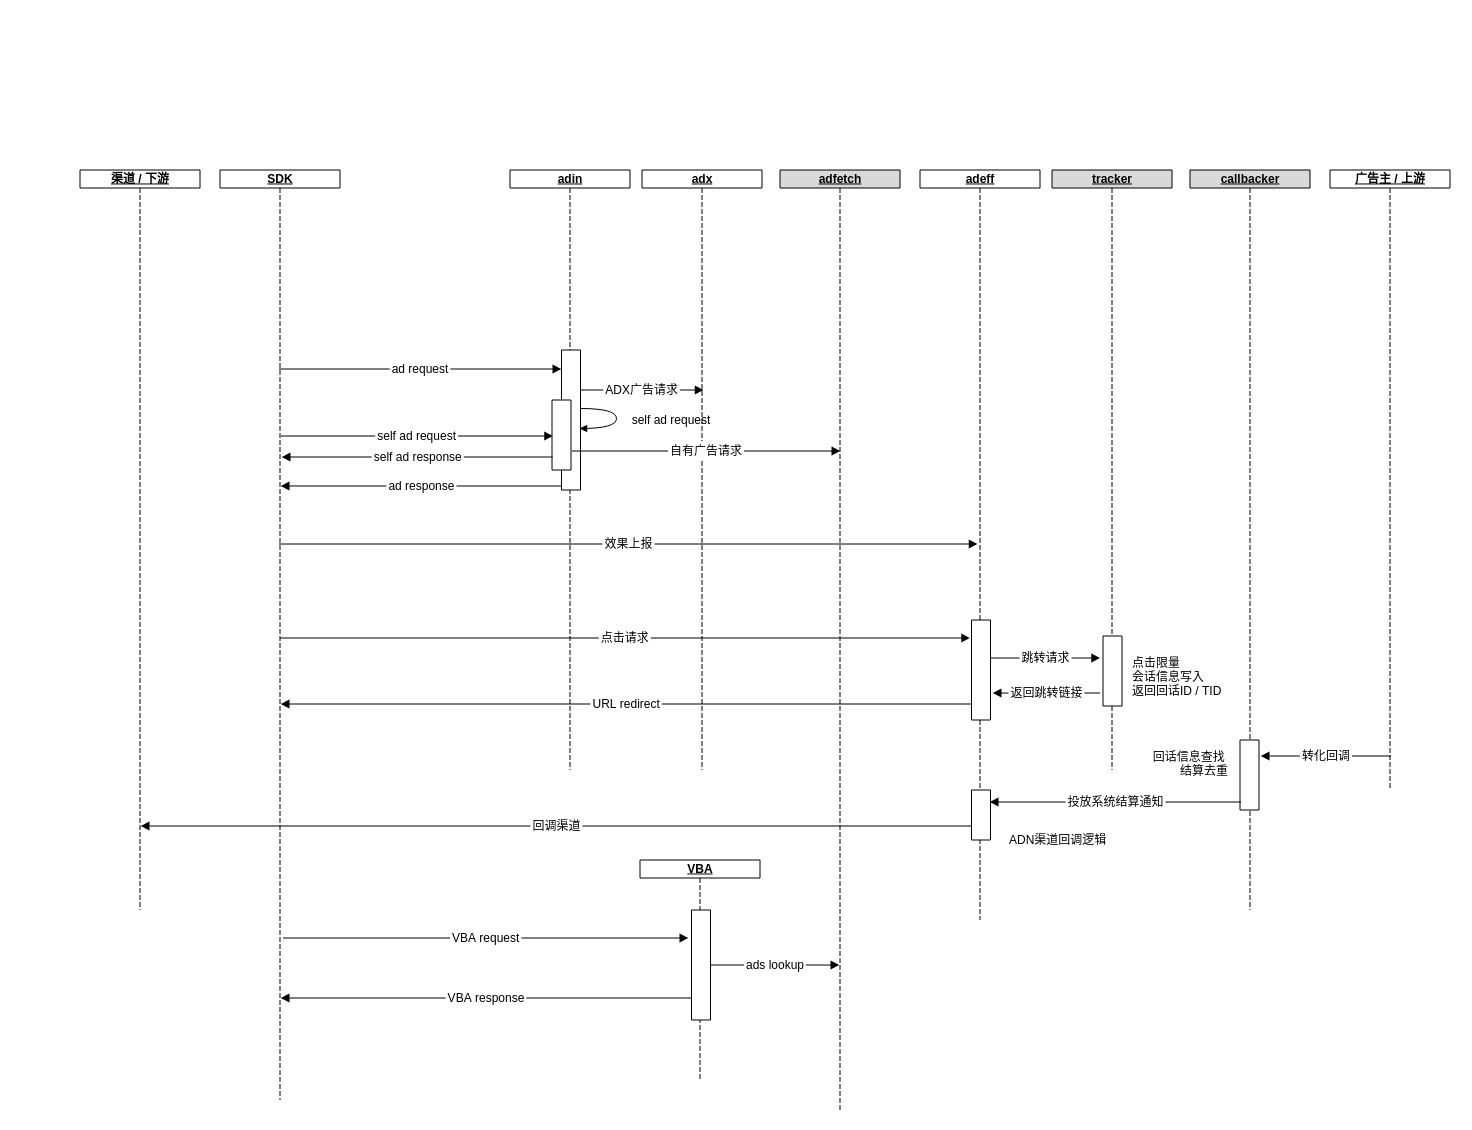 渠道 / 下游
SDK
adin
adx
adfetch
adeff
tracker
callbacker
广告主 / 上游
ad request
ADX广告请求
self ad request
self ad request
自有广告请求
self ad response
ad response
效果上报
点击请求
跳转请求
点击限量
会话信息写入
返回回话ID / TID
返回跳转链接
URL redirect
回话信息查找
结算去重
转化回调
投放系统结算通知
回调渠道
ADN渠道回调逻辑
VBA
VBA request
ads lookup
VBA response